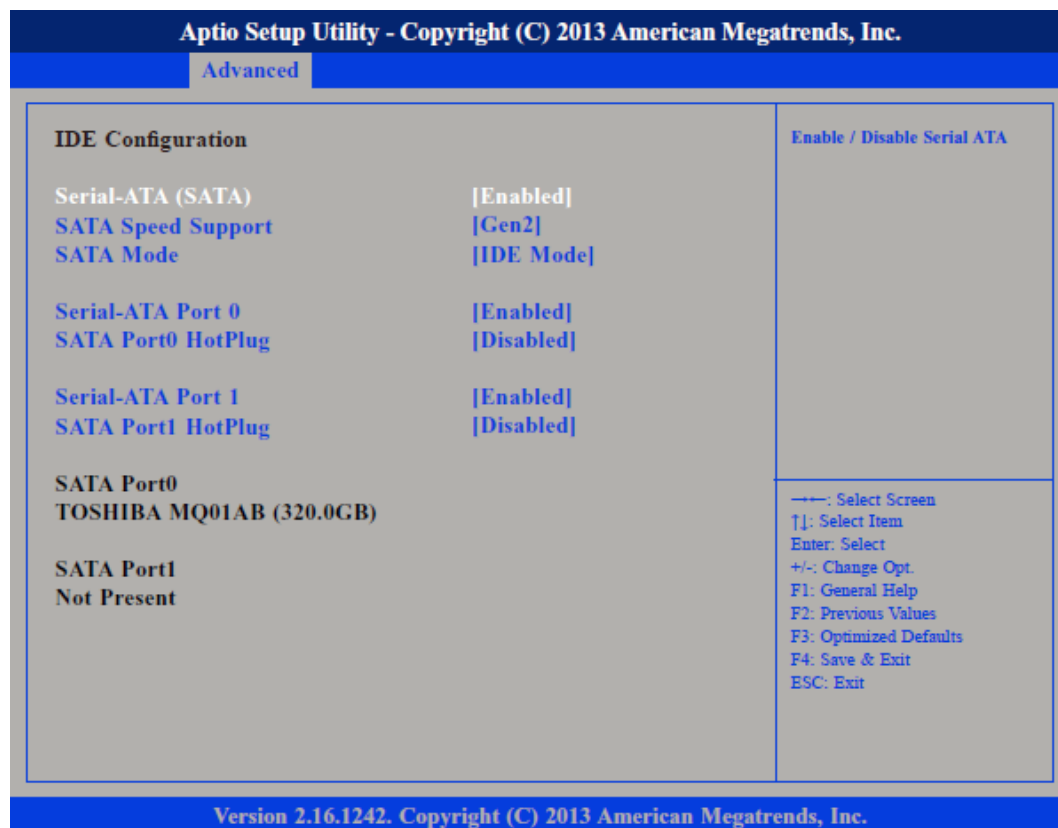 Aptio Setup Utility - Copyright (C) 2013 American Megatrends, Inc.
Advanced
IDE Configuration
Serial-ATA (SATA) [Enabled]
SATA Speed Support [Gen2]
SATA Mode [IDE Mode]
Serial-ATA Port 0 [Enabled]
SATA Port0 HotPlug [Disabled]
Serial-ATA Port 1 [Enabled]
SATA Port1 HotPlug [Disabled]
SATA Port0
TOSHIBA MQ01AB (320.0GB)
SATA Port1
Not Present
Enable / Disable Serial ATA
→←: Select Screen
↑↓: Select Item
Enter: Select
+/-: Change Opt.
F1: General Help
F2: Previous Values
F3: Optimized Defaults
F4: Save & Exit
ESC: Exit
Version 2.16.1242. Copyright (C) 2013 American Megatrends, Inc.